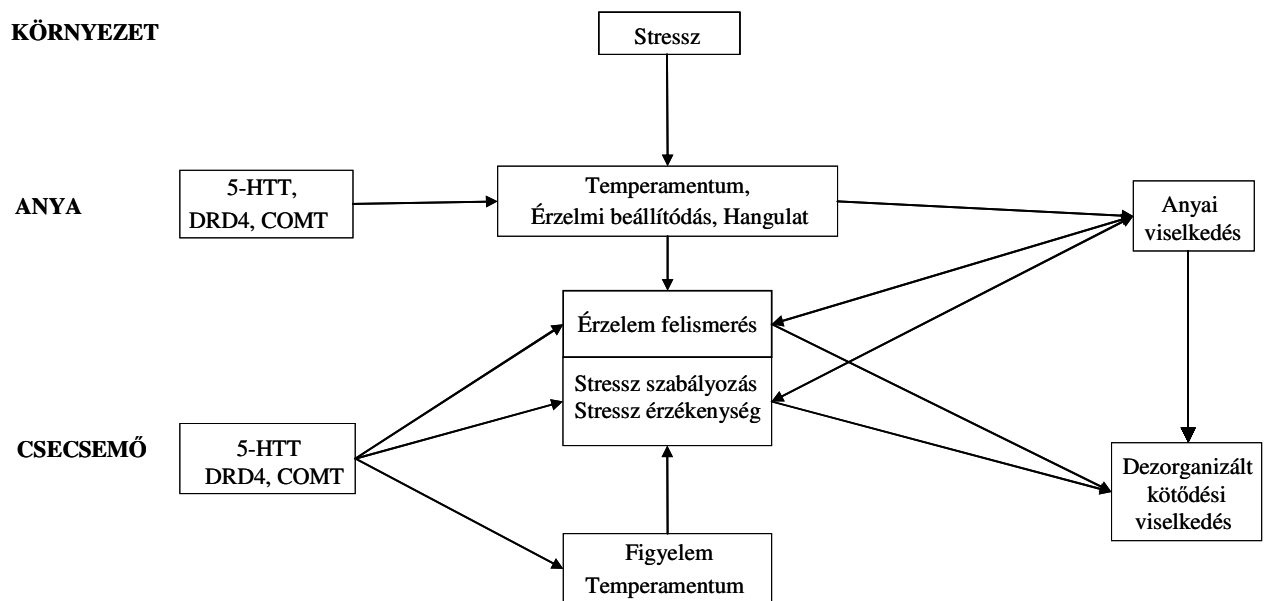 KÖRNYEZET
Stressz
ANYA
5-HTT,
DRD4, COMT
Temperamentum,
Érzelmi beállítódás, Hangulat
Anyai
viselkedés
Érzelem felismerés
Stressz szabályozás
Stressz érzékenység
CSECSEMŐ
5-HTT
DRD4, COMT
Dezorganizált
kötődési
viselkedés
Figyelem
Temperamentum